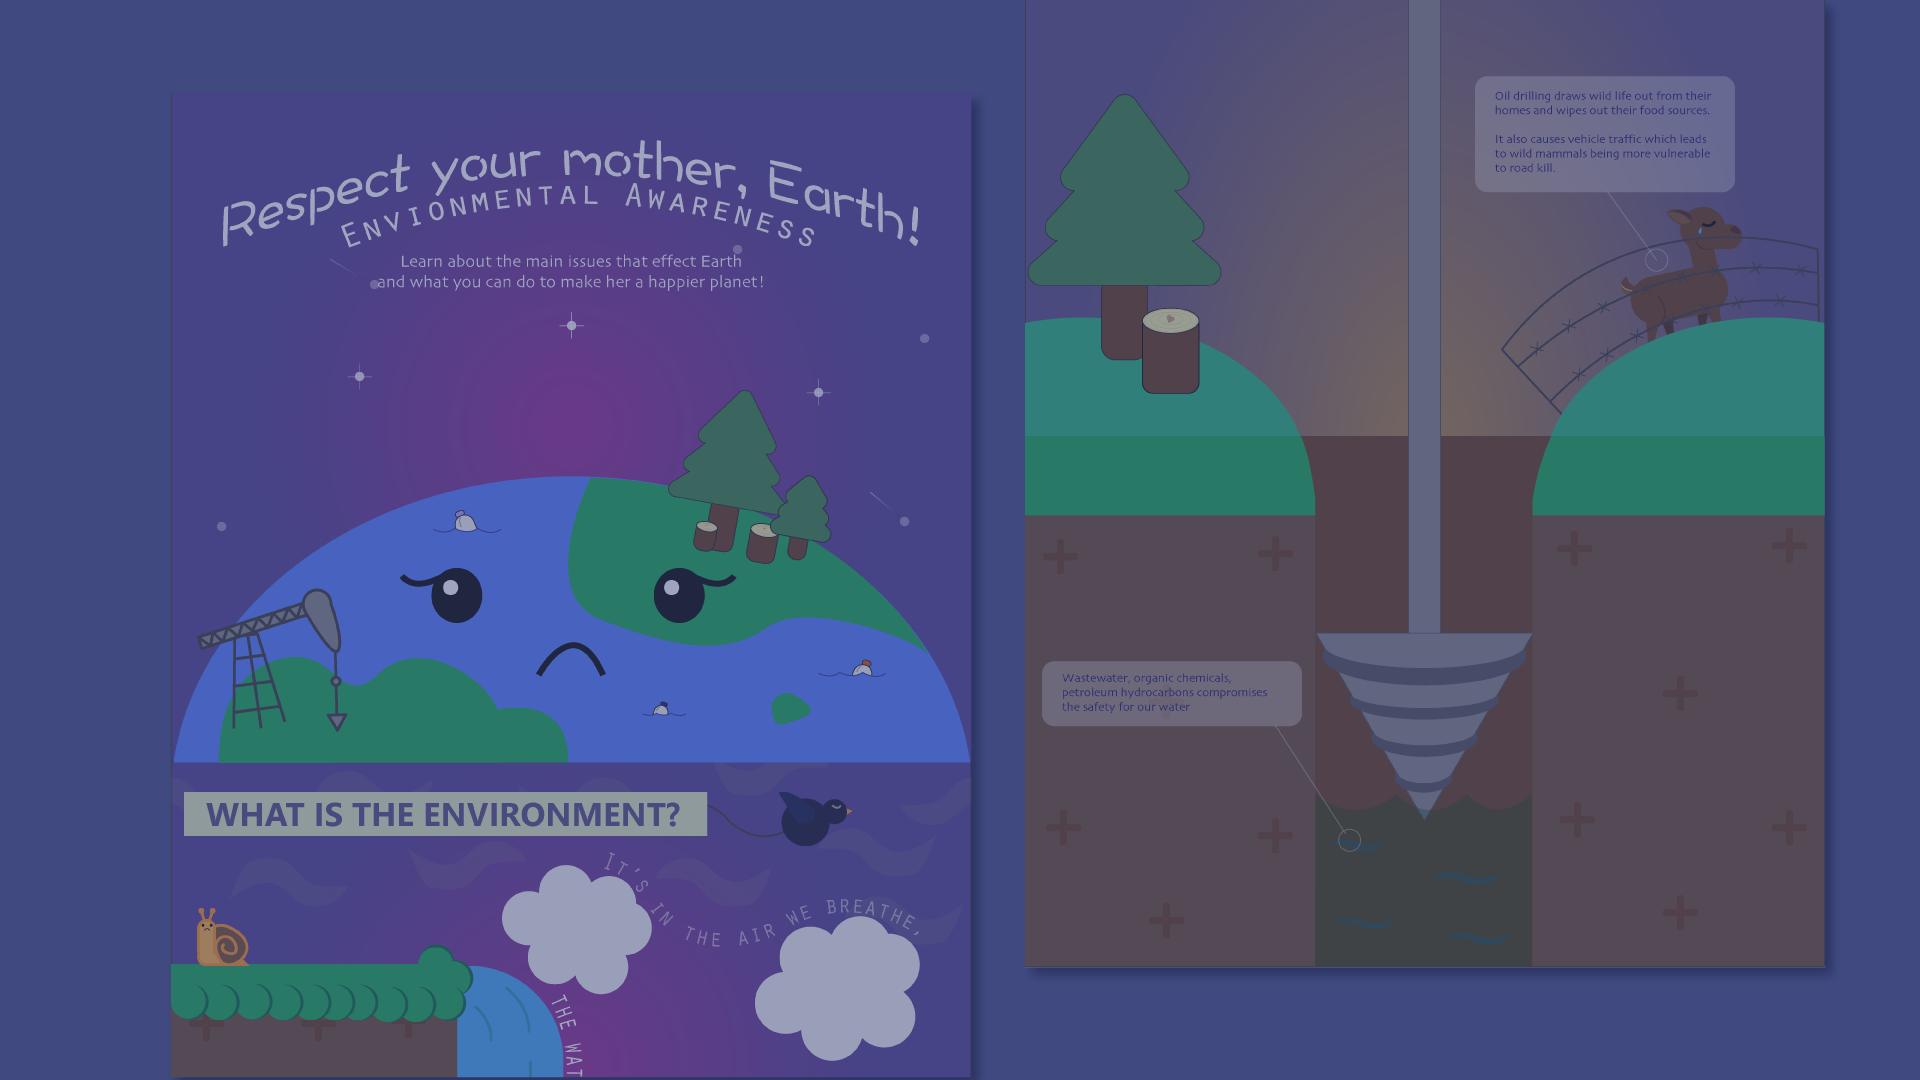 Respect your mother, Earth!
ENVIONMENTAL AWARENESS
Learn about the main issues that effect Earth
and what you can do to make her a happier planet!
WHAT IS THE ENVIRONMENT?
IT'S IN THE AIR WE BREATHE,
THE WAT
Oil drilling draws wild life out from their
homes and wipes out their food sources.
It also causes vehicle traffic which leads
to wild mammals being more vulnerable
to road kill.
Wastewater, organic chemicals,
petroleum hydrocarbons compromises
the safety for our water